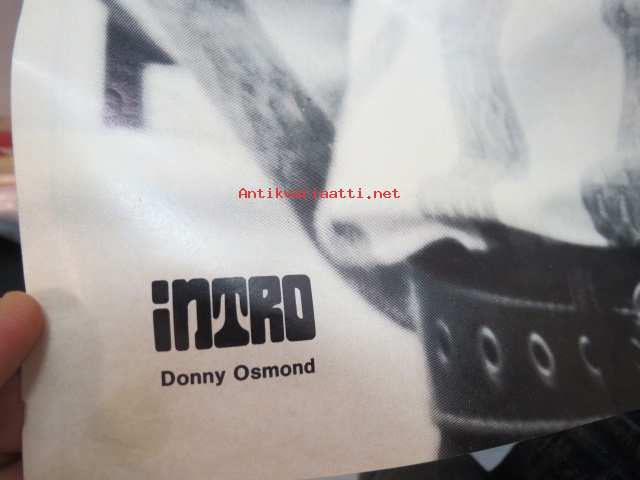 Antikvariaatti.net
iNTRO
Donny Osmond